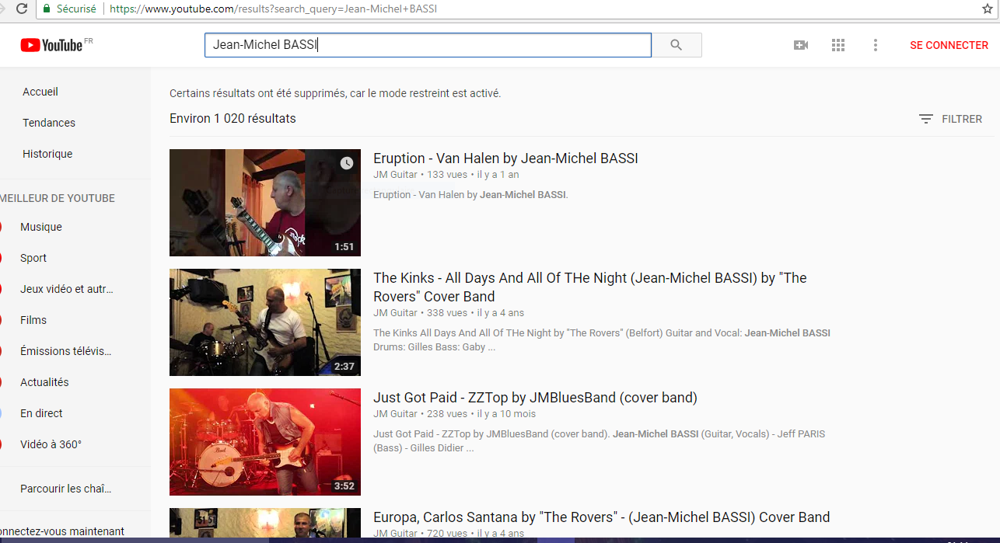 Sécurisé https://www.youtube.com/results?search_query=Jean-Michel+BASSI
YouTube FR
Jean-Michel BASSI
SE CONNECTER
Certains résultats ont été supprimés, car le mode restreint est activé.
Environ 1 020 résultats
FILTRER
Accueil
Tendances
Historique
MEILLEUR DE YOUTUBE
Musique
Sport
Jeux vidéo et autr...
Films
Émissions télévis...
Actualités
En direct
Vidéo à 360°
Parcourir les chaî...
onnectez-vous maintenant
1:51
Eruption - Van Halen by Jean-Michel BASSI
JM Guitar • 133 vues • il y a 1 an
Eruption - Van Halen by Jean-Michel BASSI.
2:37
The Kinks - All Days And All Of THe Night (Jean-Michel BASSI) by "The
Rovers" Cover Band
JM Guitar • 338 vues • il y a 4 ans
The Kinks All Days And All Of THe Night by "The Rovers" (Belfort) Guitar and Vocal: Jean-Michel BASSI
Drums: Gilles Bass: Gaby ...
3:52
Just Got Paid - ZZTop by JMBluesBand (cover band)
JM Guitar • 238 vues • il y a 10 mois
Just Got Paid - ZZTop by JMBluesBand (cover band). Jean-Michel BASSI (Guitar, Vocals) - Jeff PARIS
(Bass) - Gilles Didier ...
Europa, Carlos Santana by "The Rovers" - (Jean-Michel BASSI) Cover Band
JM Guitar • 720 vues • il y a 4 ans